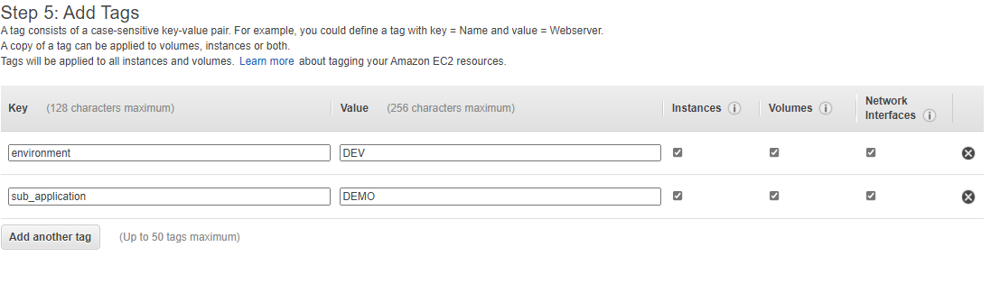 Step 5: Add Tags
A tag consists of a case-sensitive key-value pair. For example, you could define a tag with key = Name and value = Webserver.
A copy of a tag can be applied to volumes, instances or both.
Tags will be applied to all instances and volumes. Learn more about tagging your Amazon EC2 resources.
Key (128 characters maximum) Value (256 characters maximum) Instances Volumes Network Interfaces
environment DEV
sub_application DEMO
Add another tag (Up to 50 tags maximum)